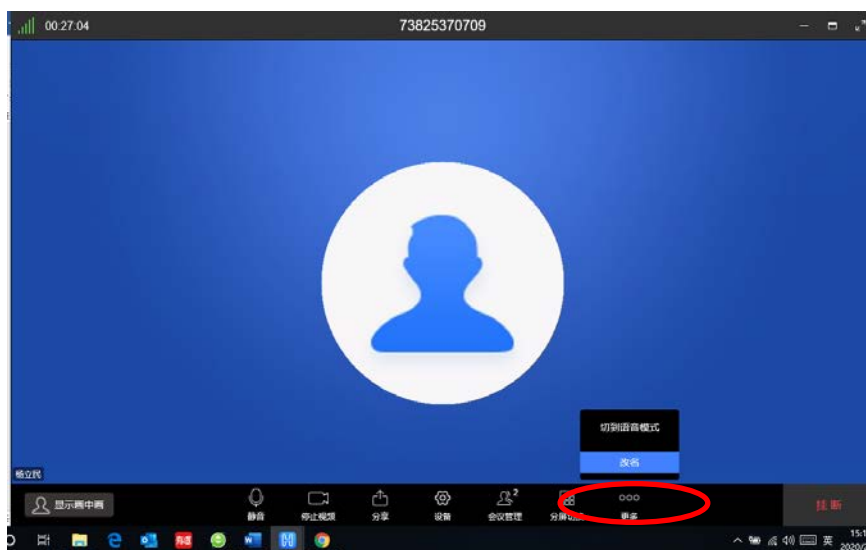 00:27:04
73825370709
切到语音模式
改名
杨立民
显示画中画
静音
停止视频
分享
设备
会议管理
2
更多
挂断
英